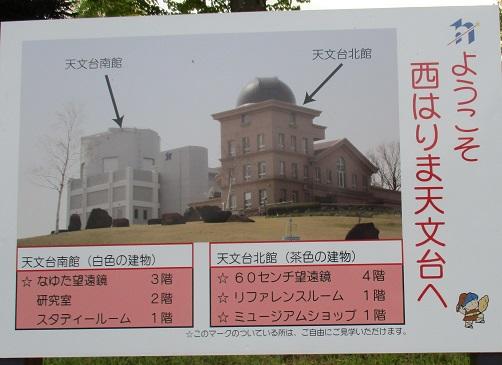 ようこそ
西はりま天文台へ
天文台南館
天文台北館
天文台南館（白色の建物）
☆ なゆた望遠鏡 3階
研究室 2階
スタディールーム 1階
天文台北館（茶色の建物）
☆ 60センチ望遠鏡 4階
☆ リファレンスルーム 1階
☆ ミュージアムショップ 1階
☆このマークのついている所は、ご自由にご見学いただけます。